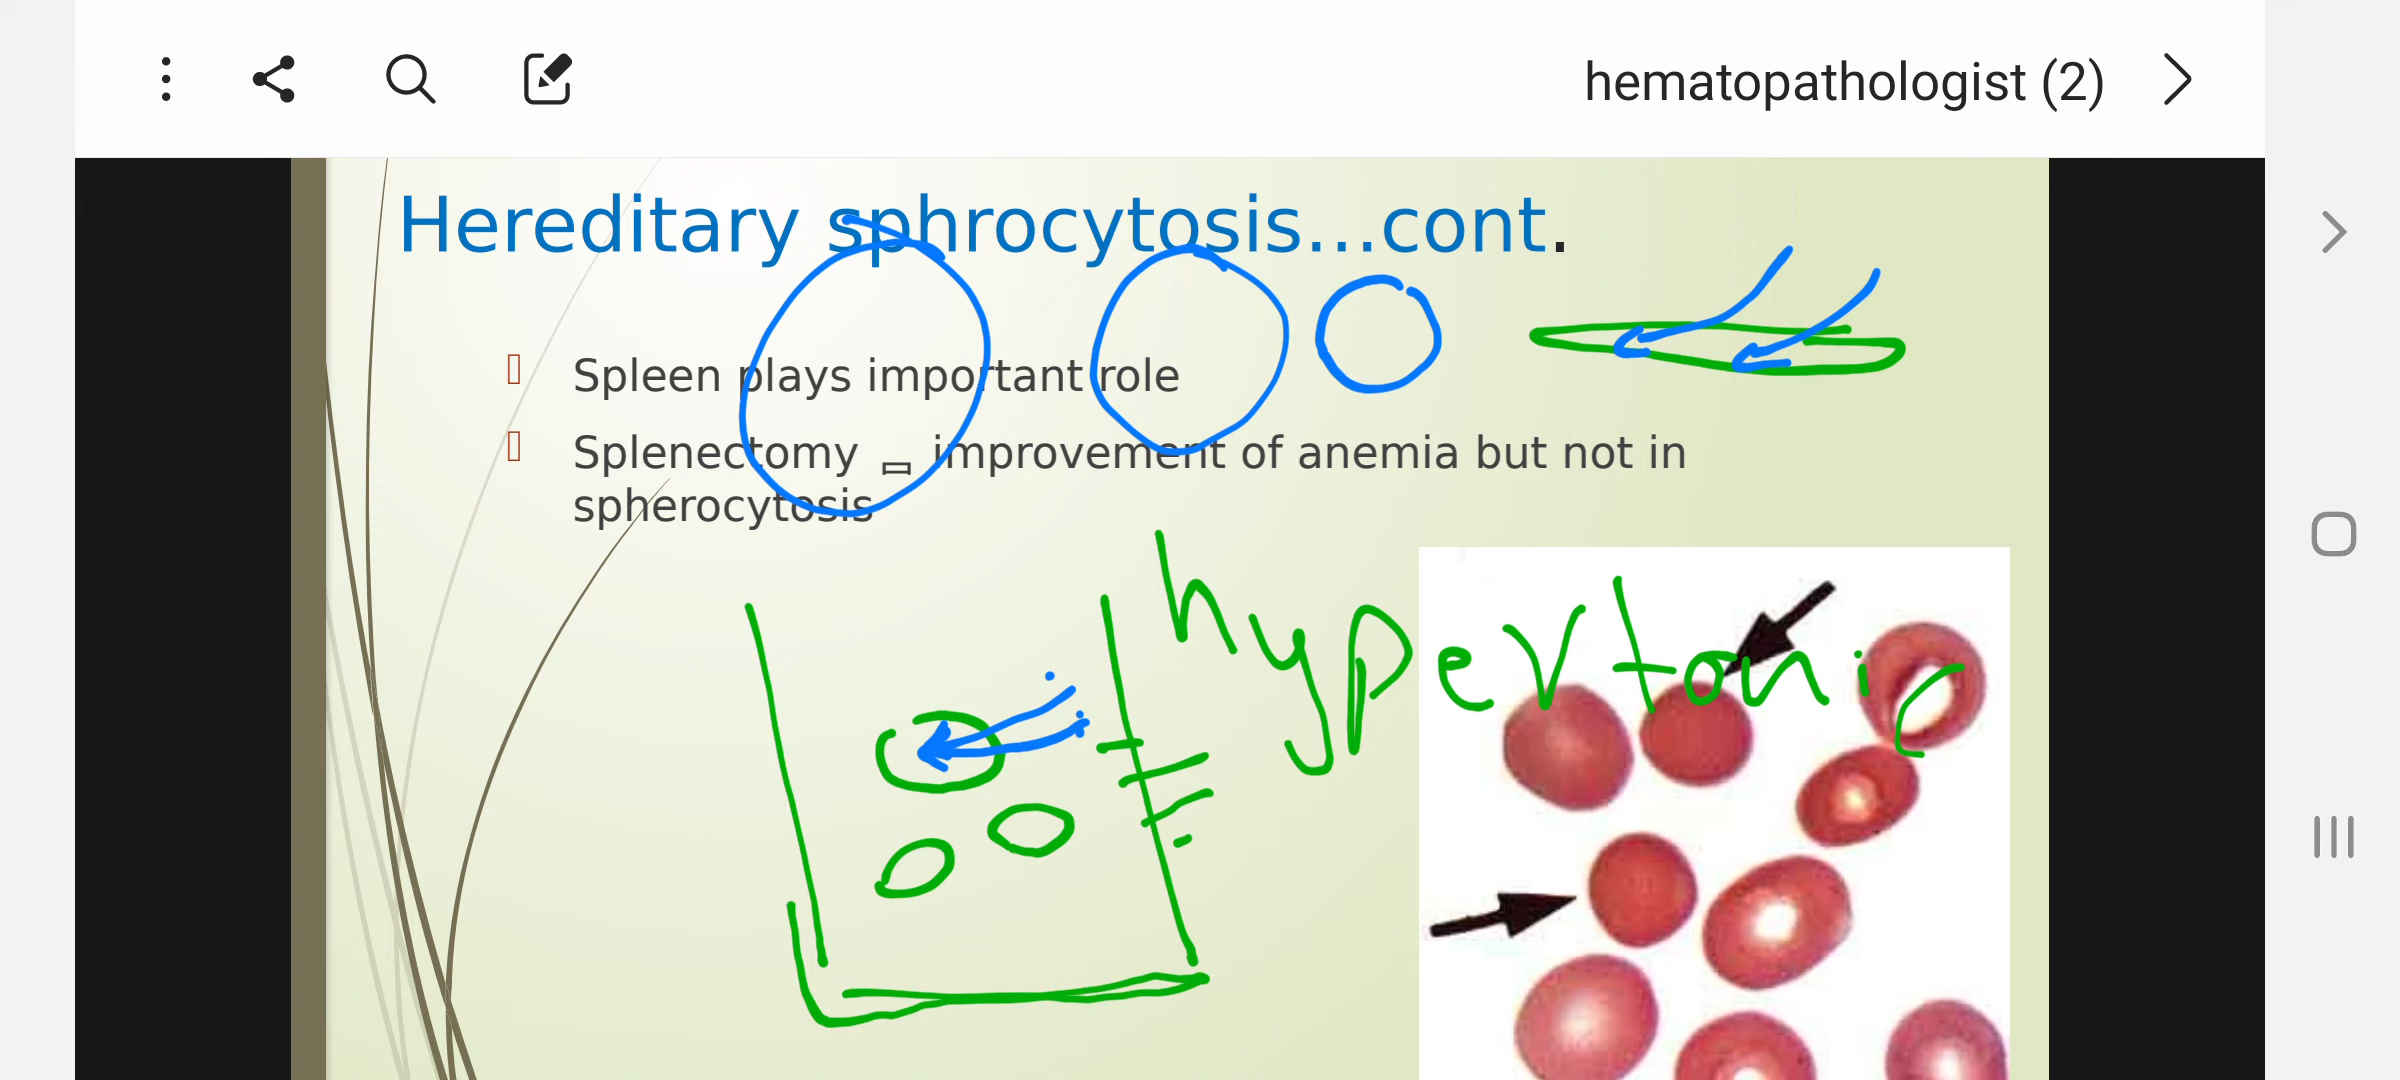 hematopathologist (2)
Hereditary sphrocytosis...cont.
Spleen plays important role
Splenectomy improvement of anemia but not in
spherocytosis
hypertonic